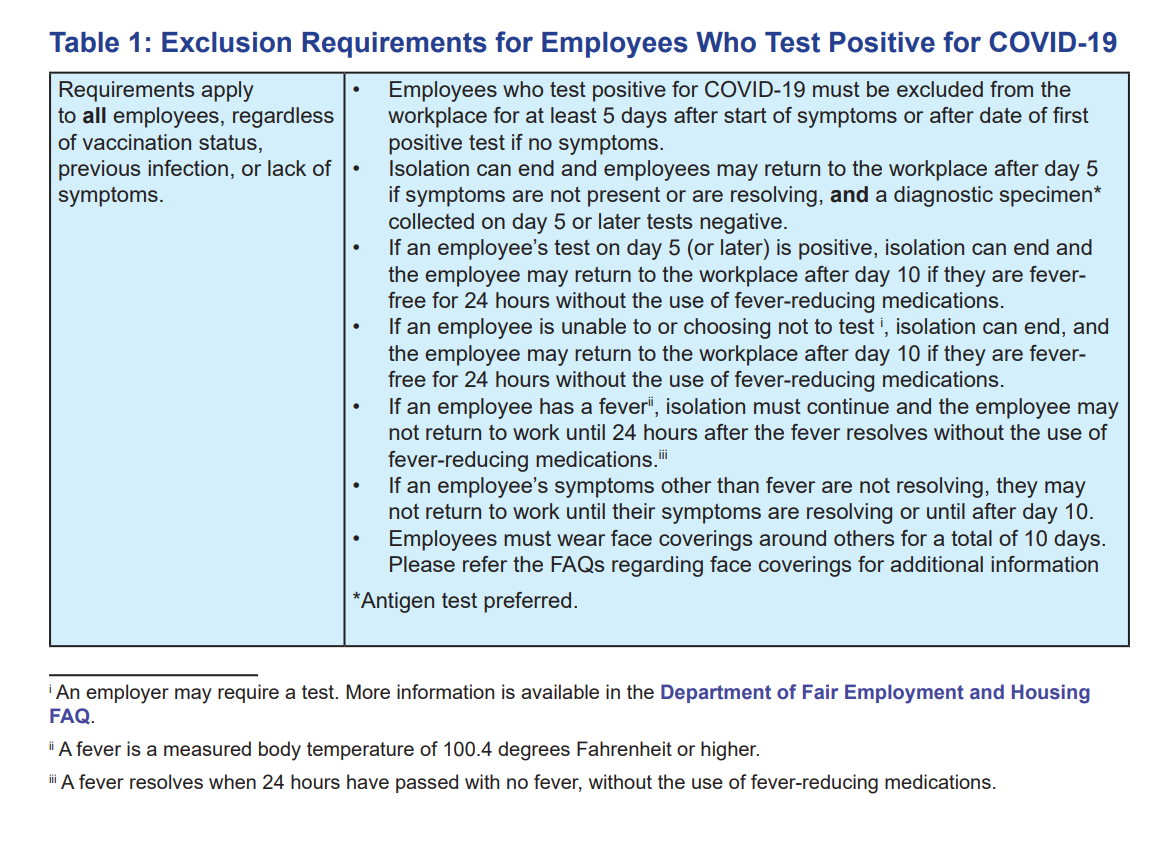 Table 1: Exclusion Requirements for Employees Who Test Positive for COVID-19
Requirements apply
to all employees, regardless
of vaccination status,
previous infection, or lack of
symptoms.
• Employees who test positive for COVID-19 must be excluded from the
workplace for at least 5 days after start of symptoms or after date of first
positive test if no symptoms.
• Isolation can end and employees may return to the workplace after day 5
if symptoms are not present or are resolving, and a diagnostic specimen*
collected on day 5 or later tests negative.
• If an employee’s test on day 5 (or later) is positive, isolation can end and
the employee may return to the workplace after day 10 if they are fever-
free for 24 hours without the use of fever-reducing medications.
• If an employee is unable to or choosing not to test i, isolation can end, and
the employee may return to the workplace after day 10 if they are fever-
free for 24 hours without the use of fever-reducing medications.
• If an employee has a feverii, isolation must continue and the employee may
not return to work until 24 hours after the fever resolves without the use of
fever-reducing medications.iii
• If an employee’s symptoms other than fever are not resolving, they may
not return to work until their symptoms are resolving or until after day 10.
• Employees must wear face coverings around others for a total of 10 days.
Please refer the FAQs regarding face coverings for additional information
*Antigen test preferred.
i An employer may require a test. More information is available in the Department of Fair Employment and Housing
FAQ.
ii A fever is a measured body temperature of 100.4 degrees Fahrenheit or higher.
iii A fever resolves when 24 hours have passed with no fever, without the use of fever-reducing medications.